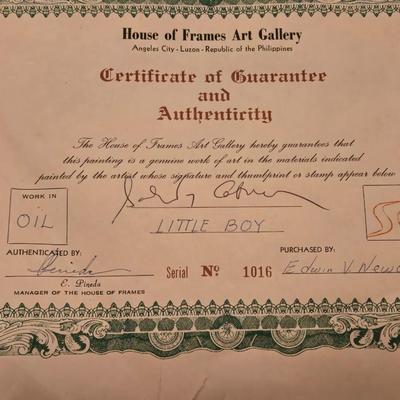 House of Frames Art Gallery
Angeles City - Luzon - Republic of the Philippines
Certificate of Guarantee
and
Authenticity
The House of Frames Art Gallery hereby guarantees that
this painting is a genuine work of art in the materials indicated
painted by the artist whose signature and thumbprint or stamp appear below
WORK IN
OIL
LITTLE BOY
AUTHENTICATED BY:
PURCHASED BY:
Serial Nº 1016
Edwin V. 
E. Pineda
MANAGER OF THE HOUSE OF FRAMES